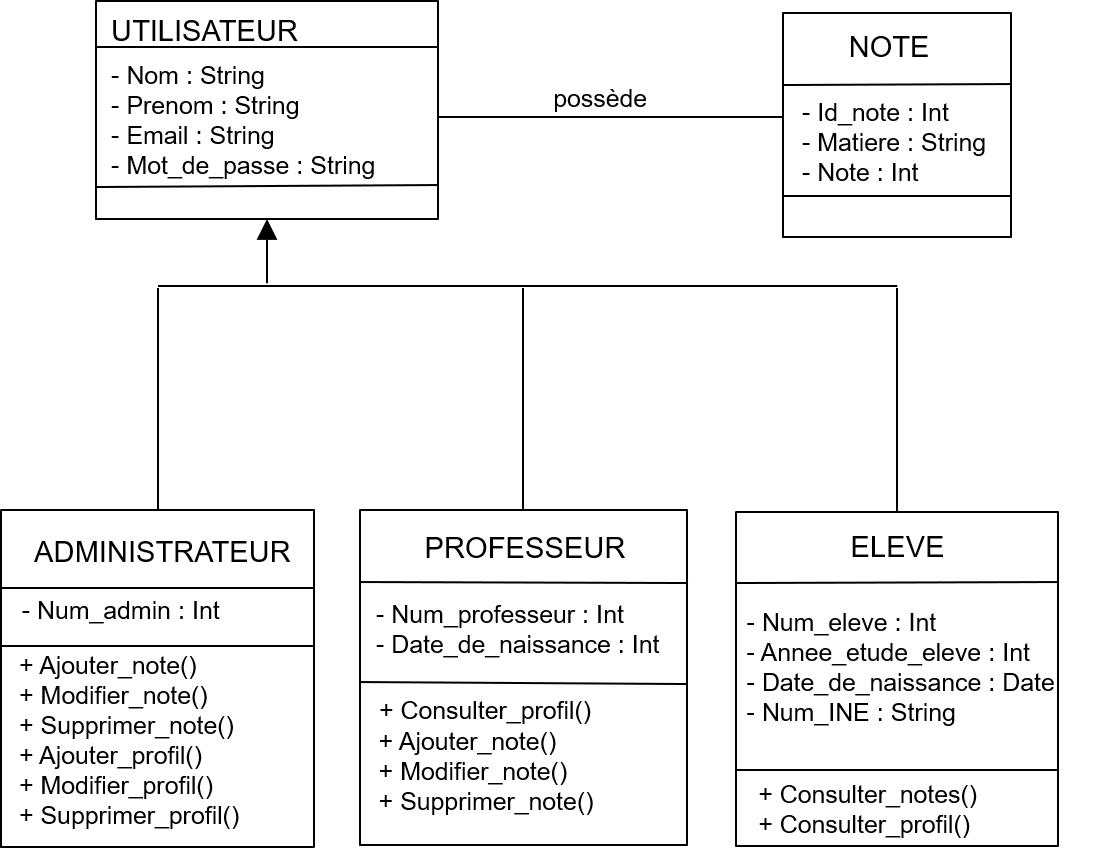 UTILISATEUR
- Nom : String
- Prenom : String
- Email : String
- Mot_de_passe : String
possède
NOTE
- Id_note : Int
- Matiere : String
- Note : Int
ADMINISTRATEUR
- Num_admin : Int
+ Ajouter_note()
+ Modifier_note()
+ Supprimer_note()
+ Ajouter_profil()
+ Modifier_profil()
+ Supprimer_profil()
PROFESSEUR
- Num_professeur : Int
- Date_de_naissance : Int
+ Consulter_profil()
+ Ajouter_note()
+ Modifier_note()
+ Supprimer_note()
ELEVE
- Num_eleve : Int
- Annee_etude_eleve : Int
- Date_de_naissance : Date
- Num_INE : String
+ Consulter_notes()
+ Consulter_profil()